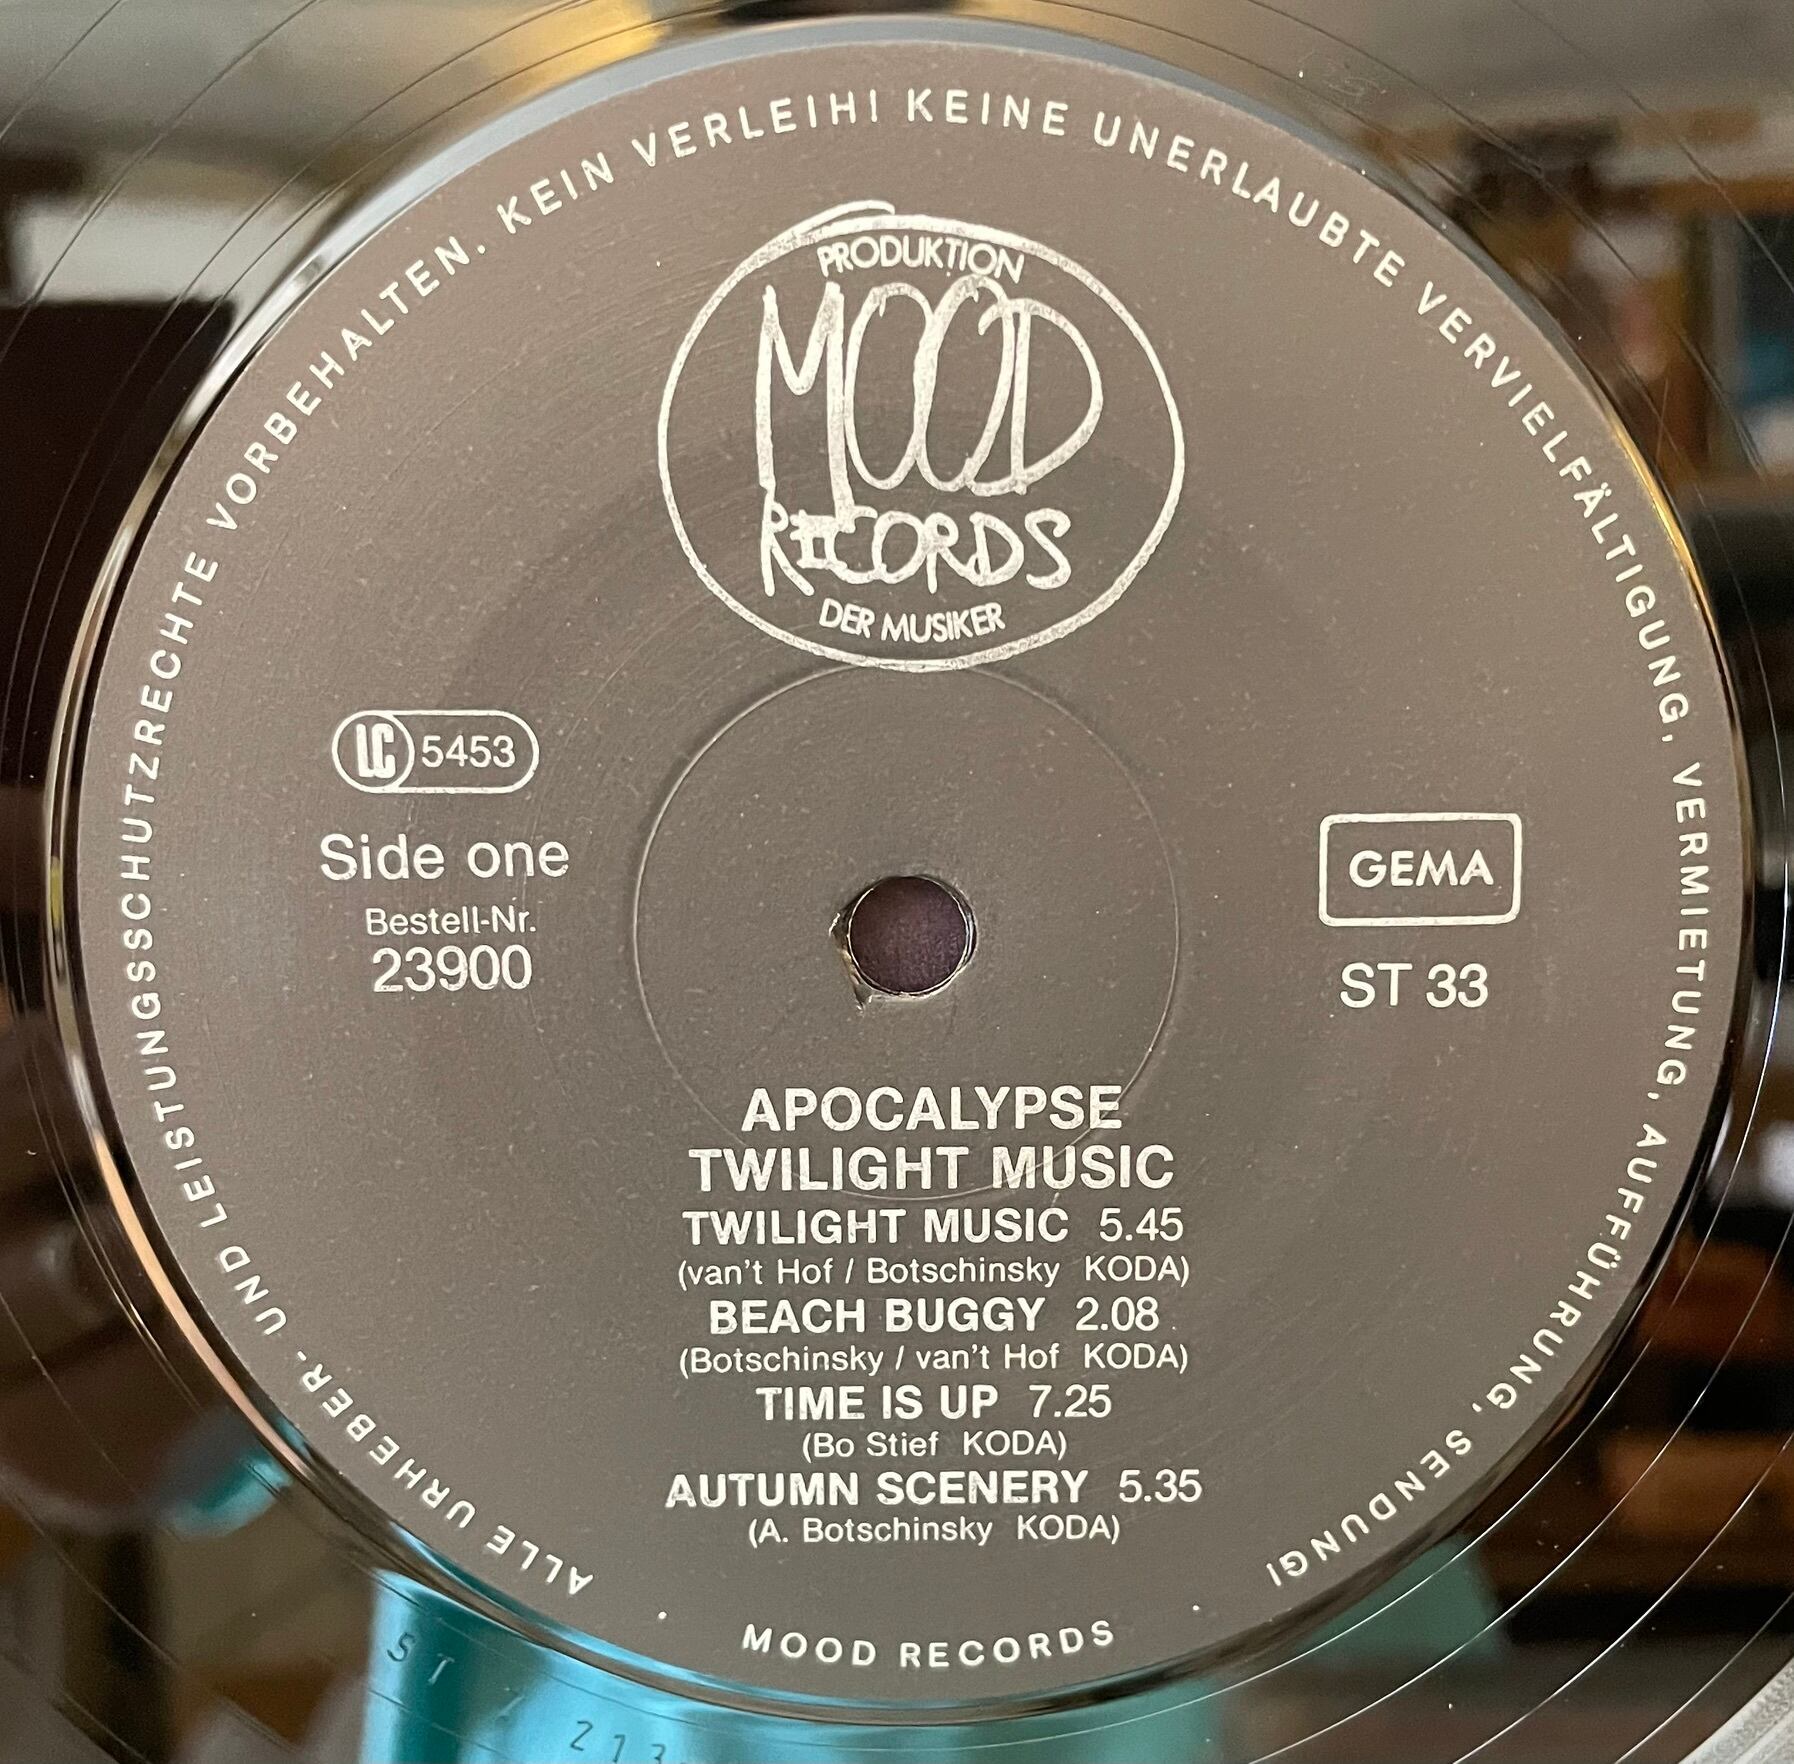 ALLE URHEBER- UND LEISTUNGSSCHUTZRECHTE VORBEHALTEN. KEIN VERLEIH! KEINE UNERLAUBTE VERVIELFÄLTIGUNG, VERMIETUNG, AUFFÜHRUNG, SENDUNG!
PRODUKTION
MOOD
RECORDS
DER MUSIKER
LC 5453
Side one
Bestell-Nr.
23900
GEMA
ST 33
APOCALYPSE
TWILIGHT MUSIC
TWILIGHT MUSIC 5.45
(van't Hof / Botschinsky KODA)
BEACH BUGGY 2.08
(Botschinsky / van't Hof KODA)
TIME IS UP 7.25
(Bo Stief KODA)
AUTUMN SCENERY 5.35
(A. Botschinsky KODA)
· MOOD RECORDS ·
ST